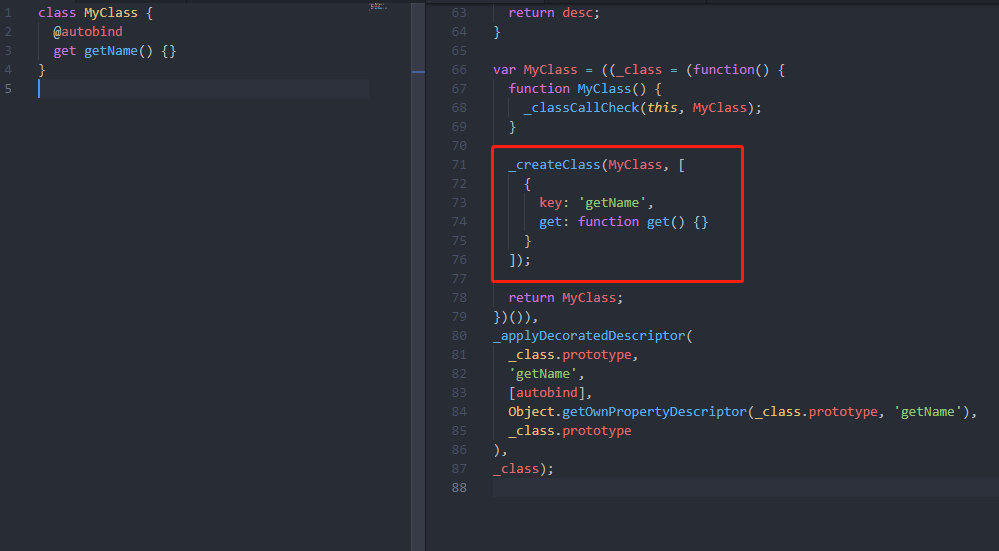 1 class MyClass {
2 @autobind
3 get getName() {}
4 }
5
63 return desc;
64 }
65
66 var MyClass = ((_class = (function() {
67 function MyClass() {
68 _classCallCheck(this, MyClass);
69 }
70
71 _createClass(MyClass, [
72 {
73 key: 'getName',
74 get: function get() {}
75 }
76 ]);
77
78 return MyClass;
79 })()),
80 _applyDecoratedDescriptor(
81 _class.prototype,
82 'getName',
83 [autobind],
84 Object.getOwnPropertyDescriptor(_class.prototype, 'getName'),
85 _class.prototype
86 ),
87 _class);
88